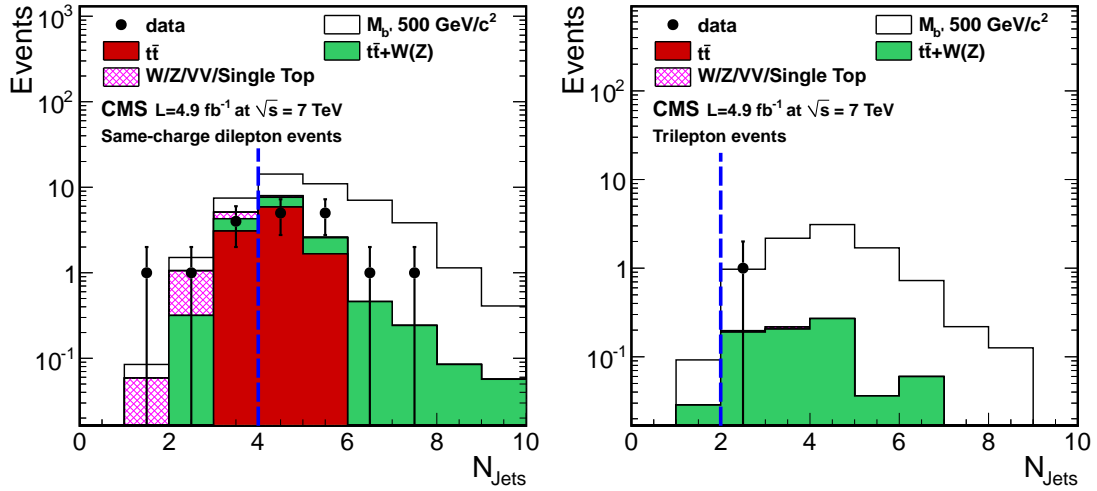 Events
10³
10²
10
1
10⁻¹
data
M_b' 500 GeV/c²
tt̄
tt̄+W(Z)
W/Z/VV/Single Top
CMS L=4.9 fb⁻¹ at √s = 7 TeV
Same-charge dilepton events
0 2 4 6 8 10
N_Jets
Events
10²
10
1
10⁻¹
data
M_b' 500 GeV/c²
tt̄
tt̄+W(Z)
W/Z/VV/Single Top
CMS L=4.9 fb⁻¹ at √s = 7 TeV
Trilepton events
0 2 4 6 8 10
N_Jets